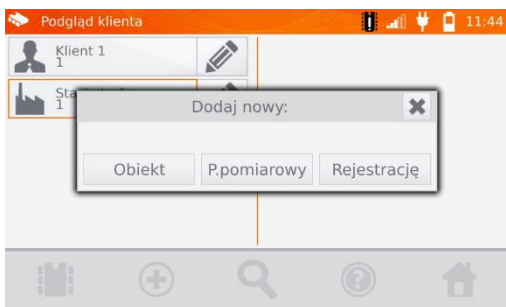 Podgląd klienta 11:44
Klient 1
1
1
Dodaj nowy:
Obiekt P.pomiarowy Rejestrację